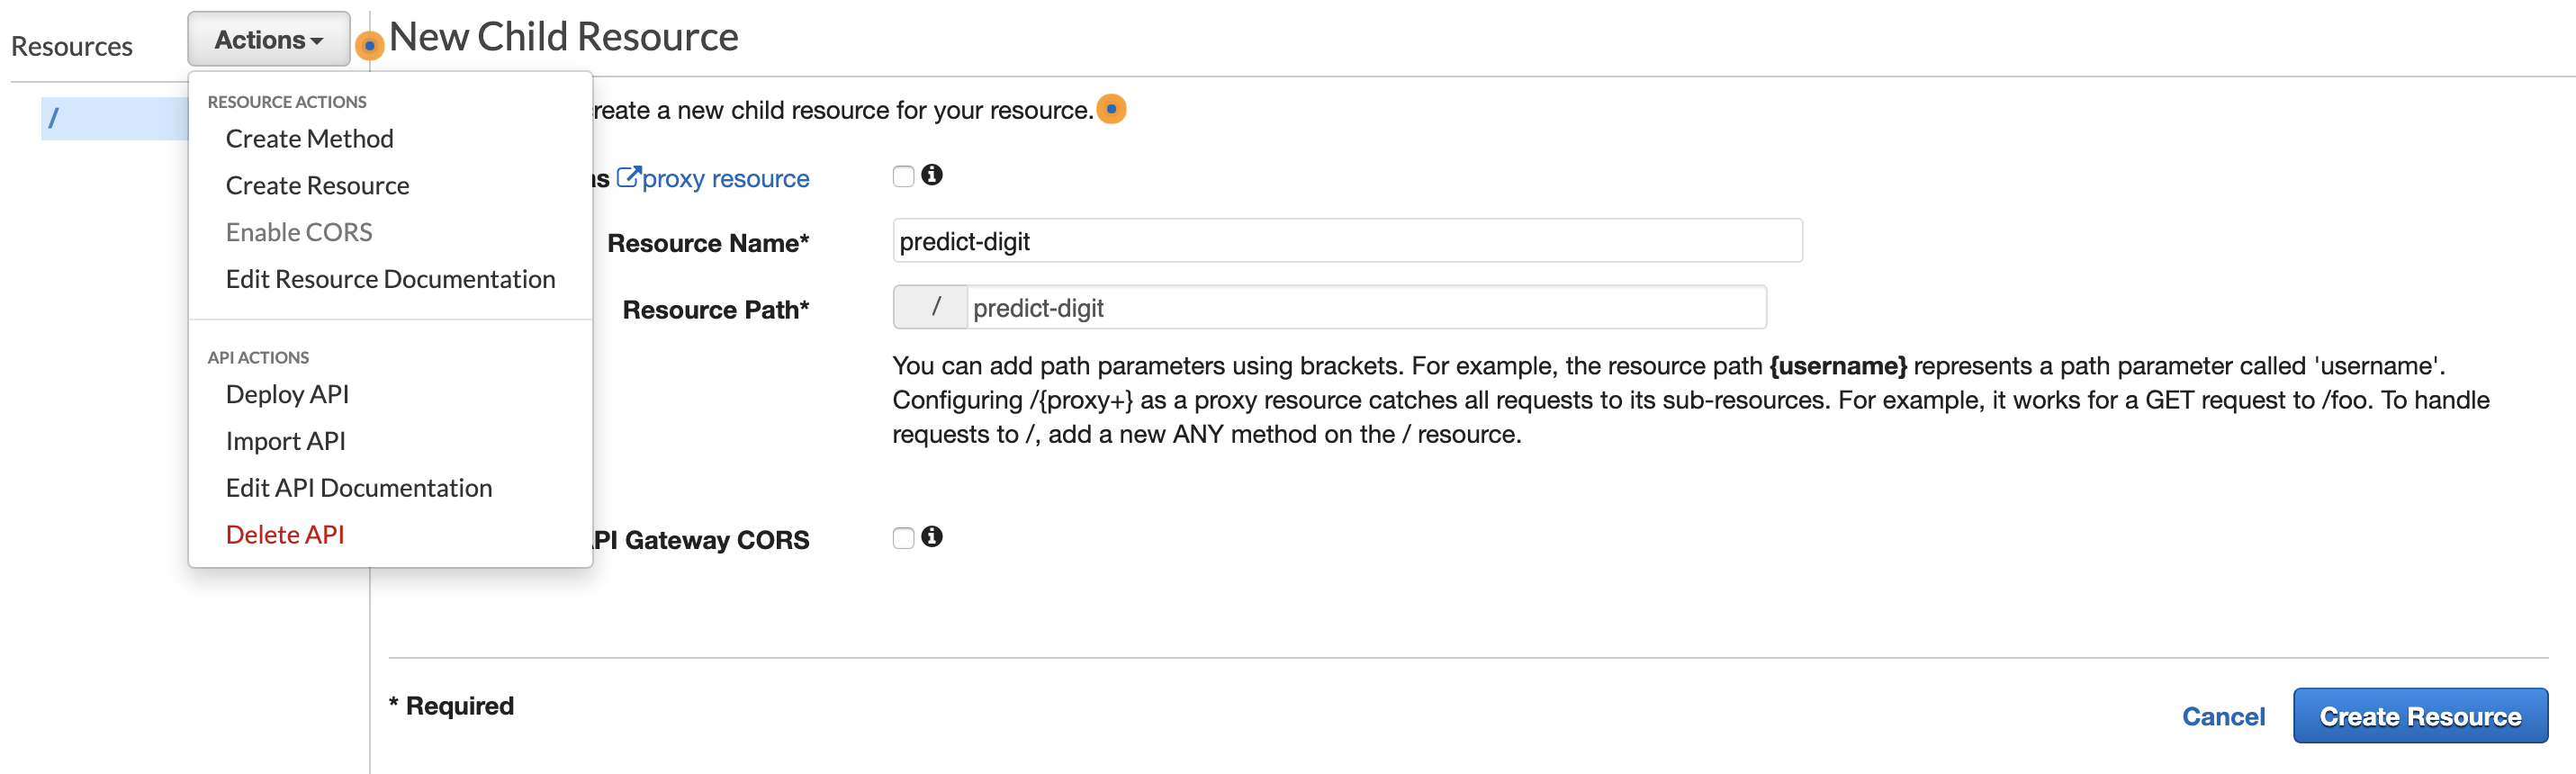 Resources
Actions
New Child Resource
/
RESOURCE ACTIONS
Create Method
Create Resource
Enable CORS
Edit Resource Documentation
API ACTIONS
Deploy API
Import API
Edit API Documentation
Delete API
create a new child resource for your resource.
as proxy resource
Resource Name*
predict-digit
Resource Path*
/ predict-digit
You can add path parameters using brackets. For example, the resource path {username} represents a path parameter called 'username'.
Configuring /{proxy+} as a proxy resource catches all requests to its sub-resources. For example, it works for a GET request to /foo. To handle
requests to /, add a new ANY method on the / resource.
API Gateway CORS
* Required
Cancel
Create Resource